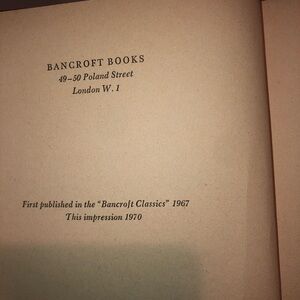 BANCROFT BOOKS
49–50 Poland Street
London W. 1
First published in the "Bancroft Classics" 1967
This impression 1970